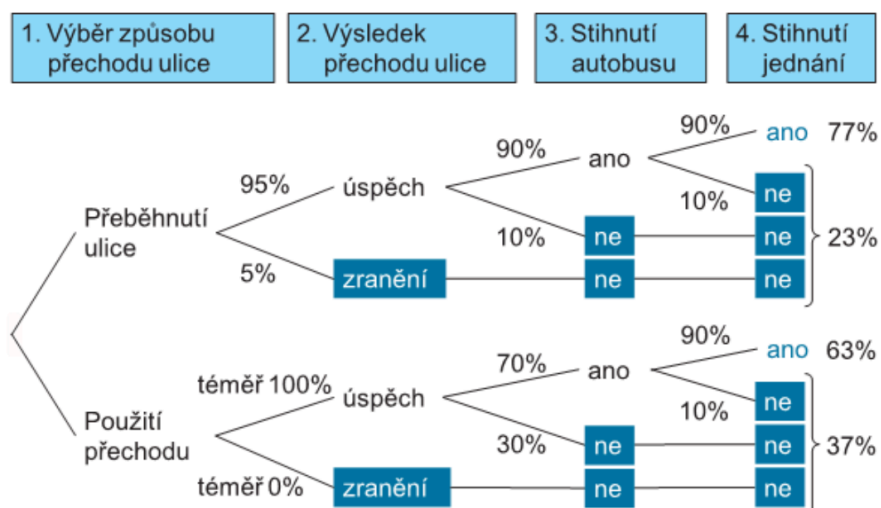 1. Výběr způsobu
přechodu ulice
2. Výsledek
přechodu ulice
3. Stihnutí
autobusu
4. Stihnutí
jednání
90%
ano 77%
90%
ano
95%
úspěch
10%
ne
Přeběhnutí
ulice
10%
ne
ne
23%
5%
zranění
ne
ne
90%
ano 63%
70%
ano
téměř 100%
úspěch
10%
ne
Použití
přechodu
30%
ne
ne
37%
téměř 0%
zranění
ne
ne